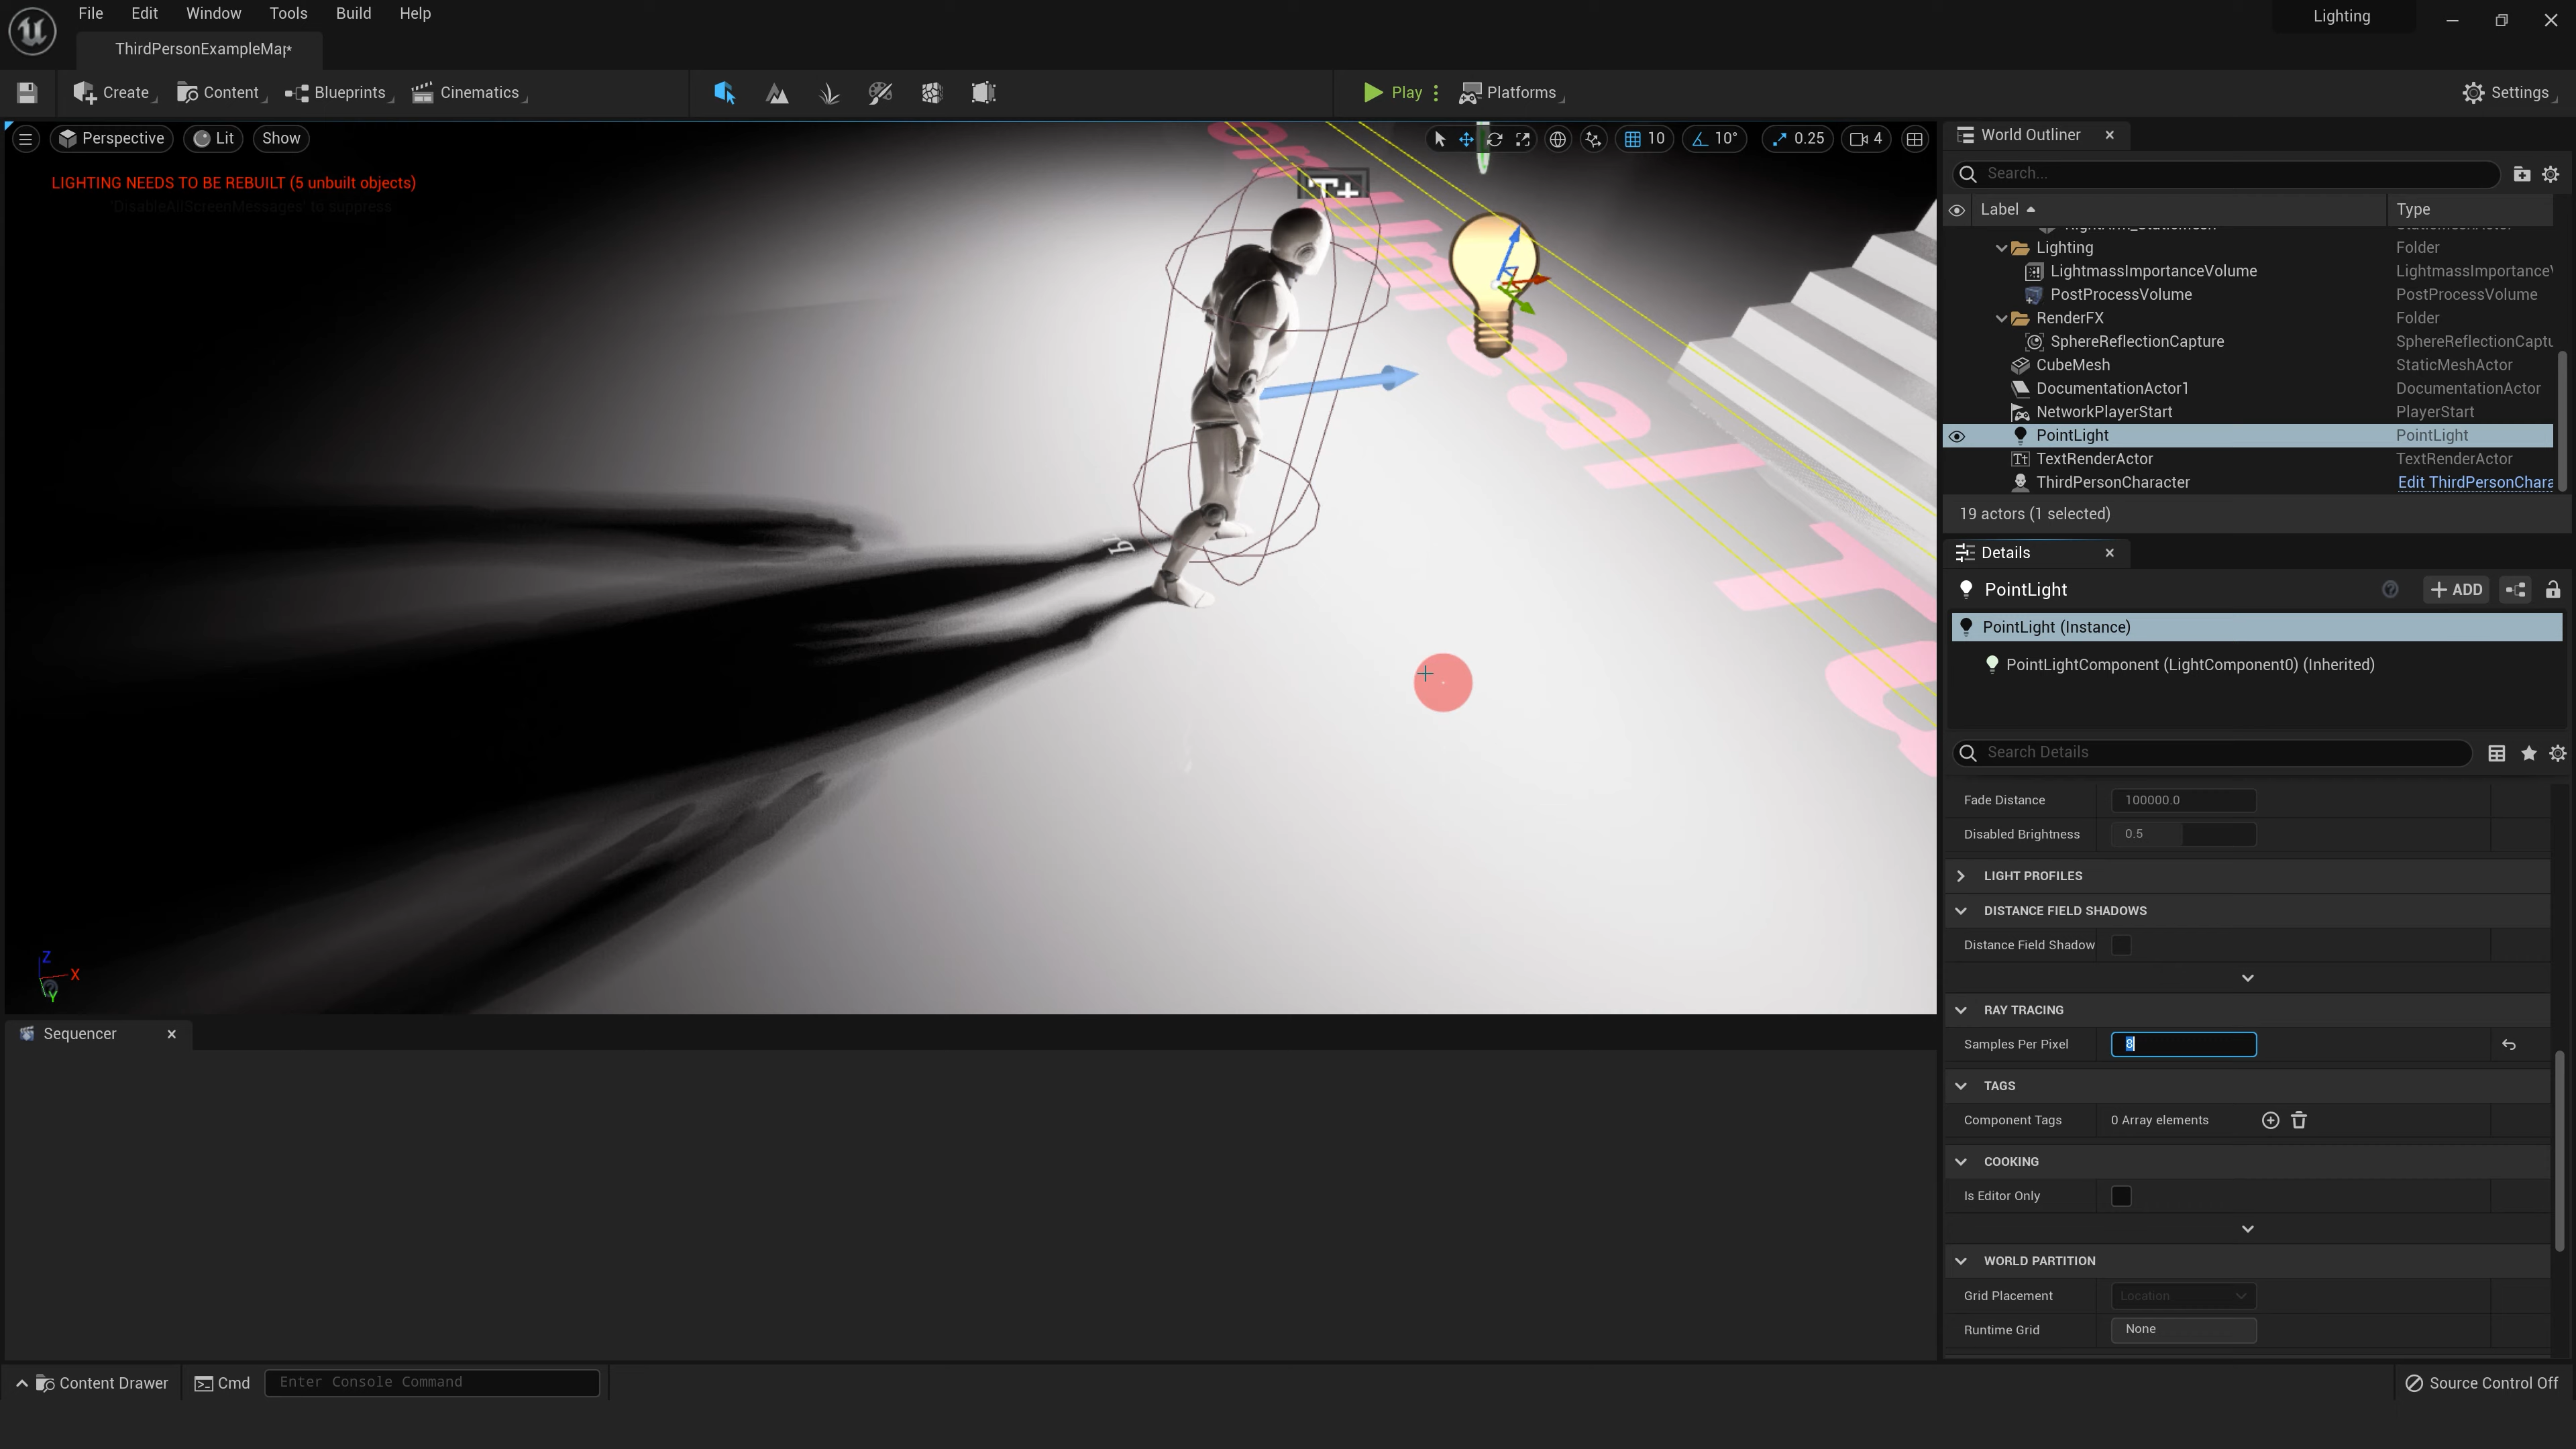 File Edit Window Tools Build Help
Lighting
ThirdPersonExampleMap*
Create Content Blueprints Cinematics Play Platforms Settings
Perspective Lit Show 10 10° 0.25 4
LIGHTING NEEDS TO BE REBUILT (5 unbuilt objects)
'DisableAllScreenMessages' to suppress
World Outliner
Search...
Label Type
Lighting Folder
LightmassImportanceVolume LightmassImportanceV
PostProcessVolume PostProcessVolume
RenderFX Folder
SphereReflectionCapture SphereReflectionCaptu
CubeMesh StaticMeshActor
DocumentationActor1 DocumentationActor
NetworkPlayerStart PlayerStart
PointLight PointLight
TextRenderActor TextRenderActor
ThirdPersonCharacter Edit ThirdPersonChara
19 actors (1 selected)
Details
PointLight ADD
PointLight (Instance)
PointLightComponent (LightComponent0) (Inherited)
Search Details
Fade Distance 100000.0
Disabled Brightness 0.5
LIGHT PROFILES
DISTANCE FIELD SHADOWS
Distance Field Shadow
RAY TRACING
Samples Per Pixel 8
TAGS
Component Tags 0 Array elements
COOKING
Is Editor Only
WORLD PARTITION
Grid Placement Location
Runtime Grid None
Z
X
Y
Sequencer
Content Drawer Cmd Enter Console Command Source Control Off